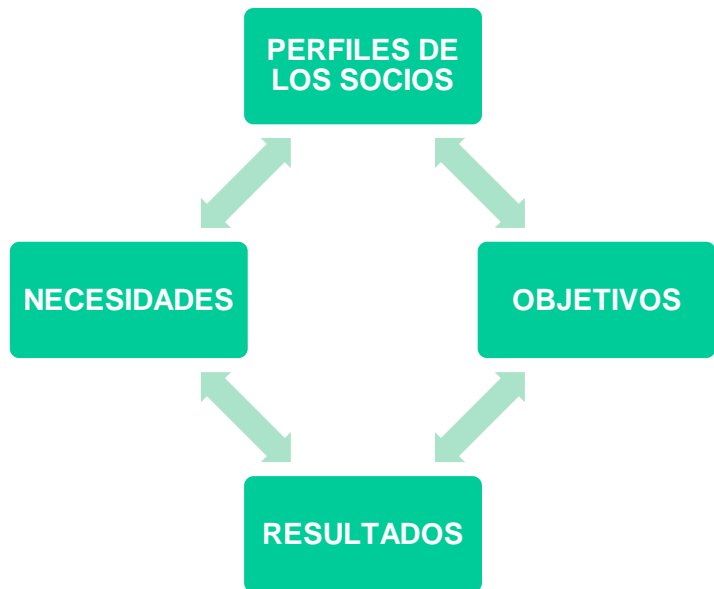 PERFILES DE
LOS SOCIOS
NECESIDADES
OBJETIVOS
RESULTADOS